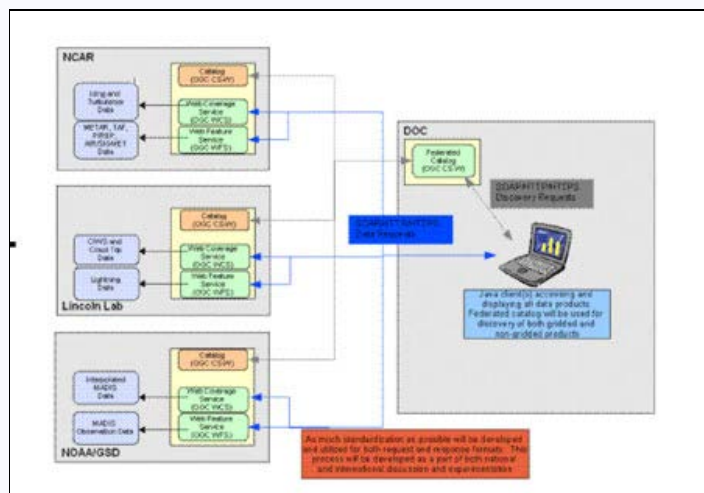 NCAR
Catalog
(OGC CS-W)
Icing and
Turbulence
Data
Web Coverage
Service
(OGC WCS)
METAR, TAF,
PIREP,
AIR/SIGMET
Data
Web Feature
Service
(OGC WFS)
Catalog
(OGC CS-W)
CIWS and
Cloud Top
Data
Web Coverage
Service
(OGC WCS)
Lightning
Data
Web Feature
Service
(OGC WFS)
Lincoln Lab
Catalog
(OGC CS-W)
Interpolated
MADIS
Data
Web Coverage
Service
(OGC WCS)
MADIS
Observation Data
Web Feature
Service
(OGC WFS)
NOAA/GSD
SOAP/HTTP/HTTPS
Data Requests
DOC
Federated
Catalog
(OGC CS-W)
SOAP/HTTP/HTTPS
Discovery Requests
Java client(s) accessing and
displaying all data products.
Federated catalog will be used for
discovery of both gridded and
non-gridded products
As much standardization as possible will be developed
and utilized for both request and response formats. This
process will be developed as a part of both national
and international discussion and experimentation